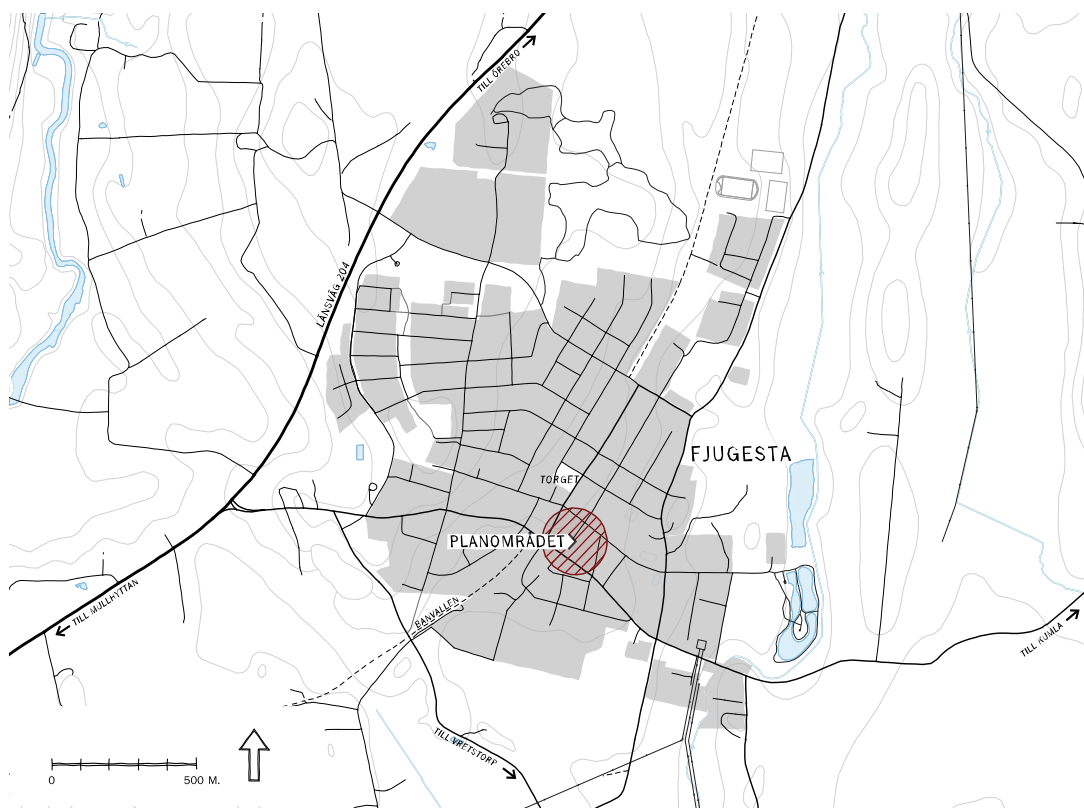 TILL ÖREBRO
LÄNSVÄG 204
FJUGESTA
TORGET
PLANOMRÅDET
TILL MULLHYTTAN
BANVALLEN
TILL KUMLA
TILL VRETSTORP
0 500 M.